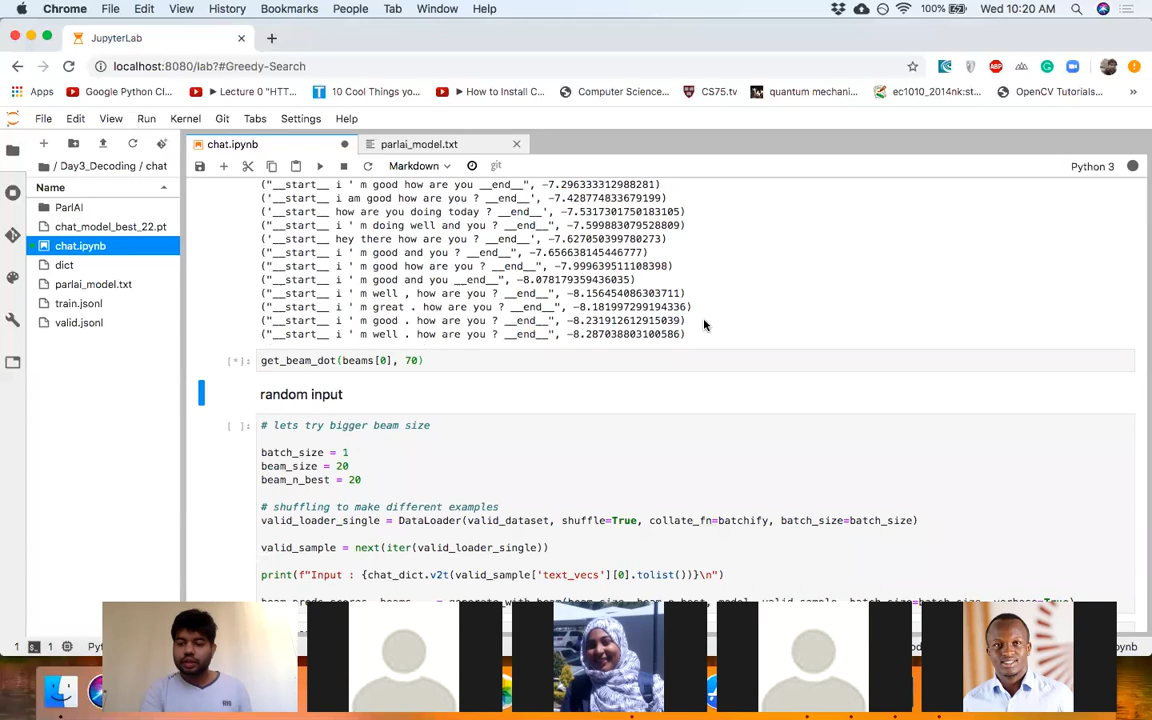 Chrome File Edit View History Bookmarks People Tab Window Help 100% Wed 10:20 AM
JupyterLab
localhost:8080/lab?#Greedy-Search
Apps Google Python Cl... ► Lecture 0 "HTT... 10 Cool Things yo... ► How to Install C... Computer Science... CS75.tv quantum mechani... ec1010_2014nk:st... OpenCV Tutorials... »
File Edit View Run Kernel Git Tabs Settings Help
chat.ipynb parlai_model.txt
/ Day3_Decoding / chat Markdown git Python 3
Name
ParlAI
chat_model_best_22.pt
chat.ipynb
dict
parlai_model.txt
train.jsonl
valid.jsonl
("__start__ i ' m good how are you __end__", -7.296333312988281)
('__start__ i am good how are you ? __end__', -7.428774833679199)
('__start__ how are you doing today ? __end__', -7.5317301750183105)
("__start__ i ' m doing well and you ? __end__", -7.599883079528809)
('__start__ hey there how are you ? __end__', -7.627050399780273)
("__start__ i ' m good and you ? __end__", -7.656638145446777)
("__start__ i ' m good how are you ? __end__", -7.999639511108398)
("__start__ i ' m good and you __end__", -8.078179359436035)
("__start__ i ' m well , how are you ? __end__", -8.156454086303711)
("__start__ i ' m great . how are you ? __end__", -8.181997299194336)
("__start__ i ' m good . how are you ? __end__", -8.231912612915039)
("__start__ i ' m well . how are you ? __end__", -8.287038803100586)
[*]: get_beam_dot(beams[0], 70)
random input
[ ]: # lets try bigger beam size
batch_size = 1
beam_size = 20
beam_n_best = 20
# shuffling to make different examples
valid_loader_single = DataLoader(valid_dataset, shuffle=True, collate_fn=batchify, batch_size=batch_size)
valid_sample = next(iter(valid_loader_single))
print(f"Input : {chat_dict.v2t(valid_sample['text_vecs'][0].tolist())}\n")